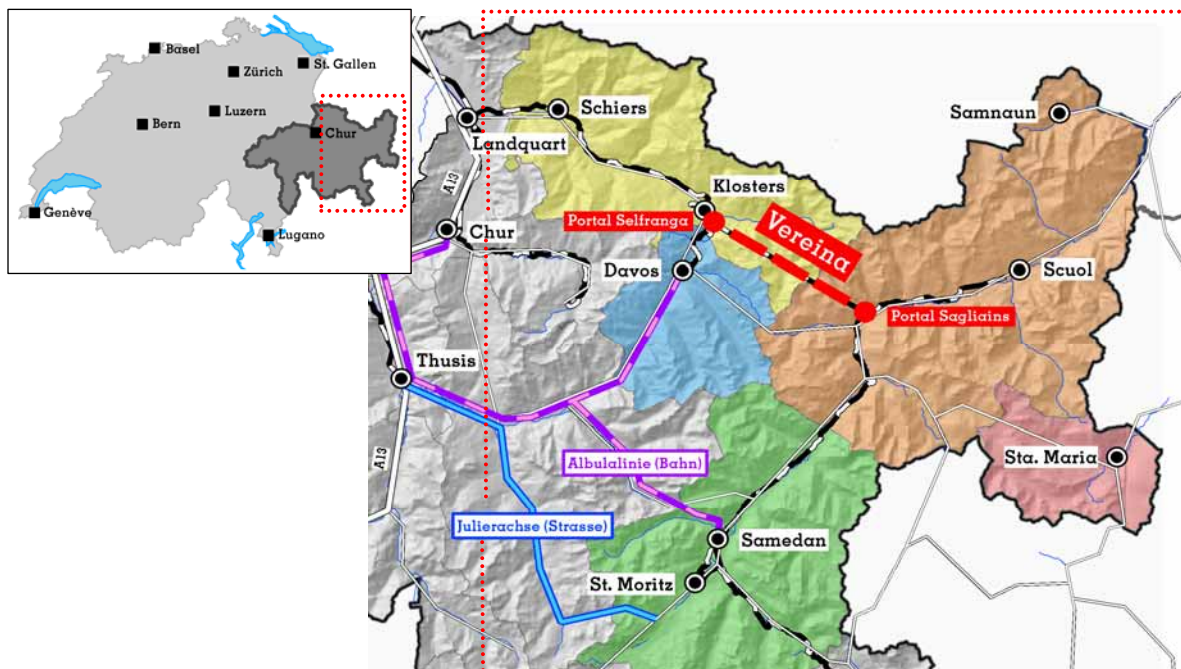 Basel
St. Gallen
Zürich
Luzern
Bern
Chur
Genève
Lugano
Schiers
Samnaun
Landquart
A13
Klosters
Portal Selfranga
Vereina
Chur
Davos
Scuol
Portal Sagliains
Thusis
A13
Albulalinie (Bahn)
Sta. Maria
Julierachse (Strasse)
Samedan
St. Moritz